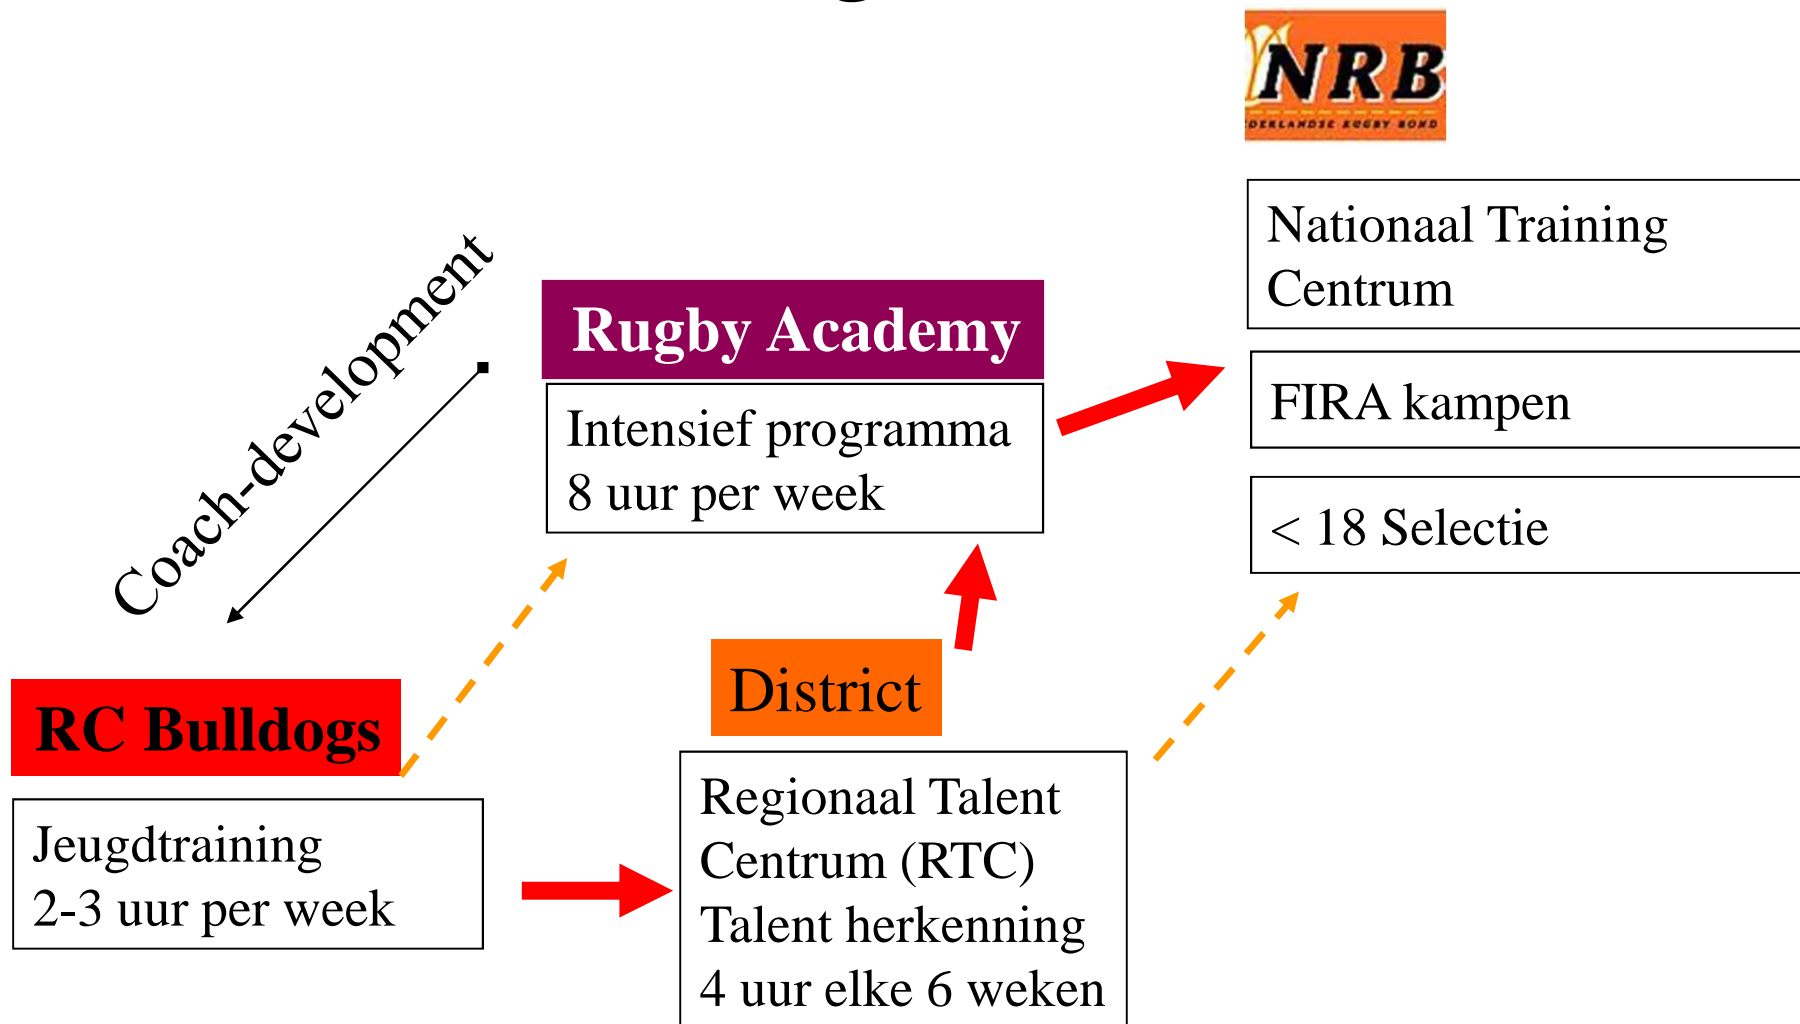 NRB
Nationaal Training
Centrum
FIRA kampen
< 18 Selectie
Coach-development
Rugby Academy
Intensief programma
8 uur per week
District
Regionaal Talent
Centrum (RTC)
Talent herkenning
4 uur elke 6 weken
RC Bulldogs
Jeugdtraining
2-3 uur per week